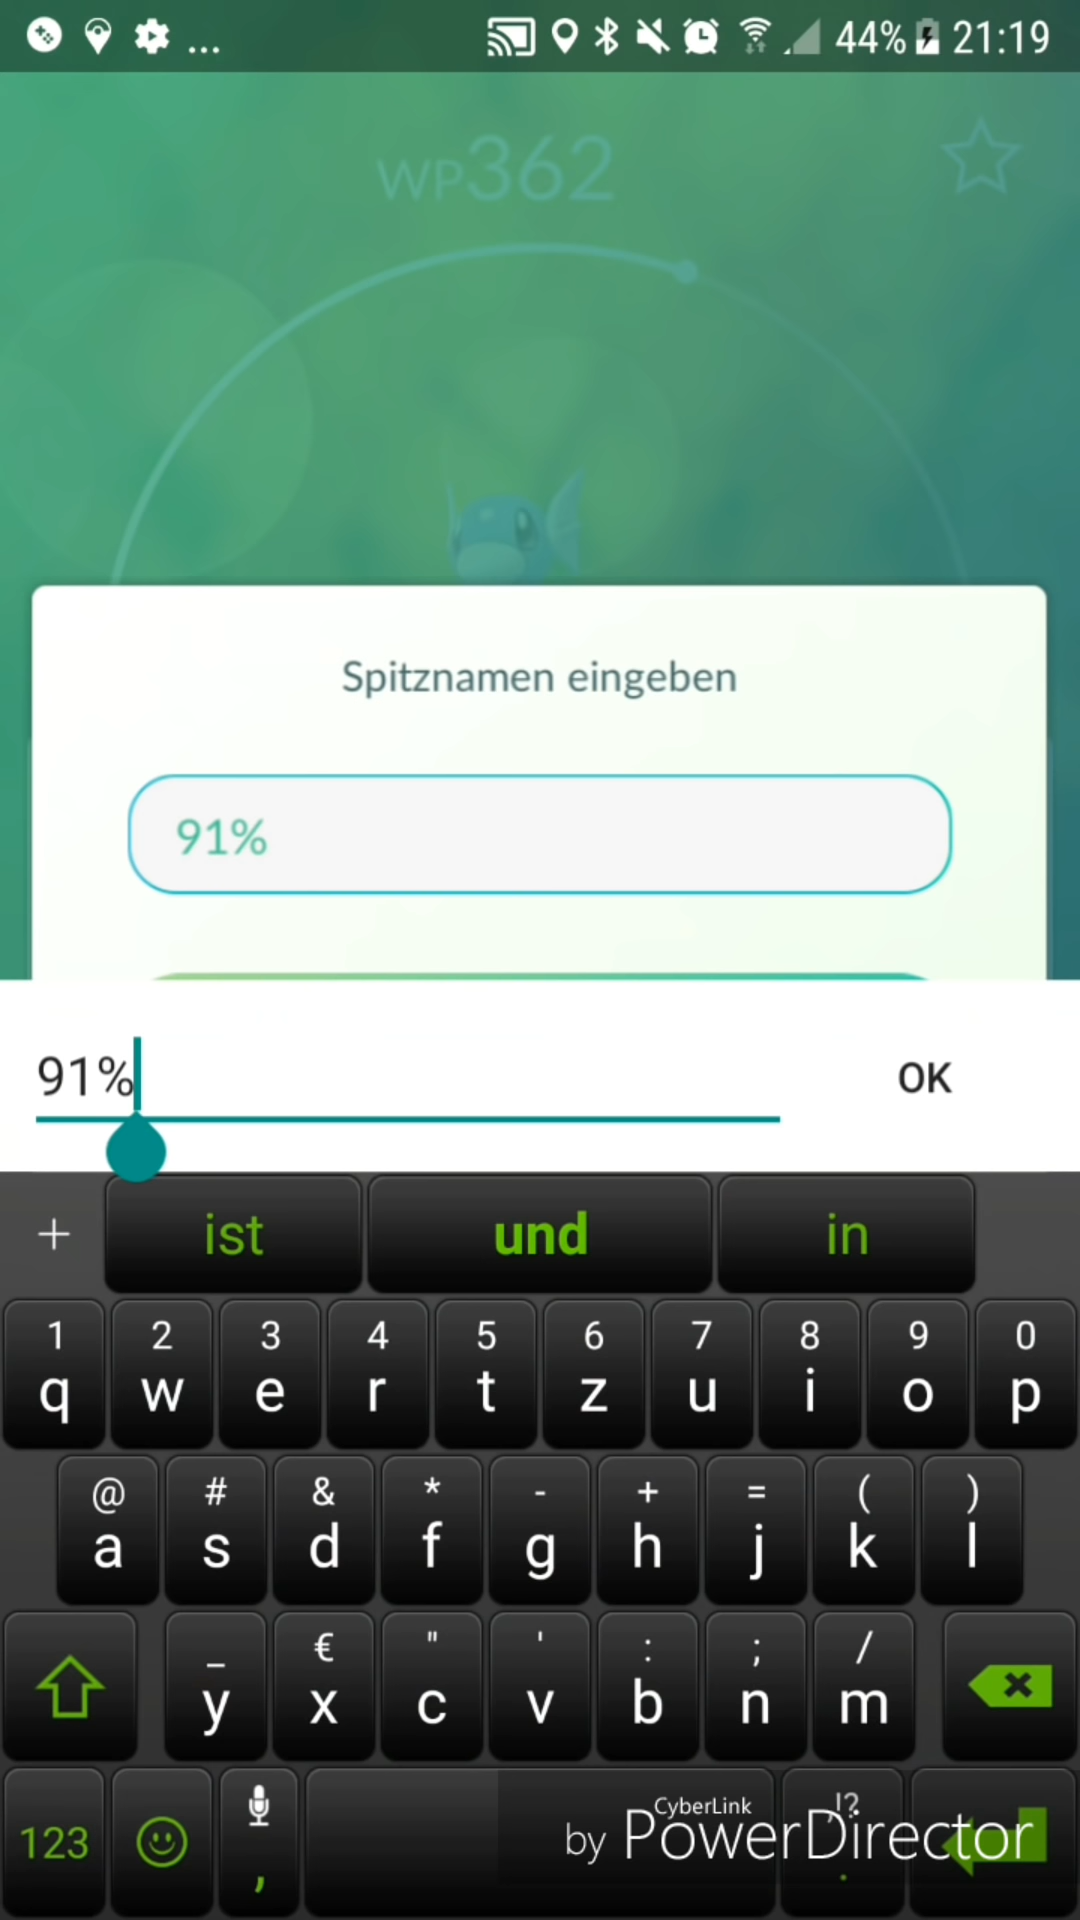 ... 44% 21:19
WP362
Spitznamen eingeben
91%
91% OK
+ ist und in
1 2 3 4 5 6 7 8 9 0
q w e r t z u i o p
@ # & * - + = ( )
a s d f g h j k l
_ € " ' : ; /
y x c v b n m
123 , !? .
CyberLink
by PowerDirector